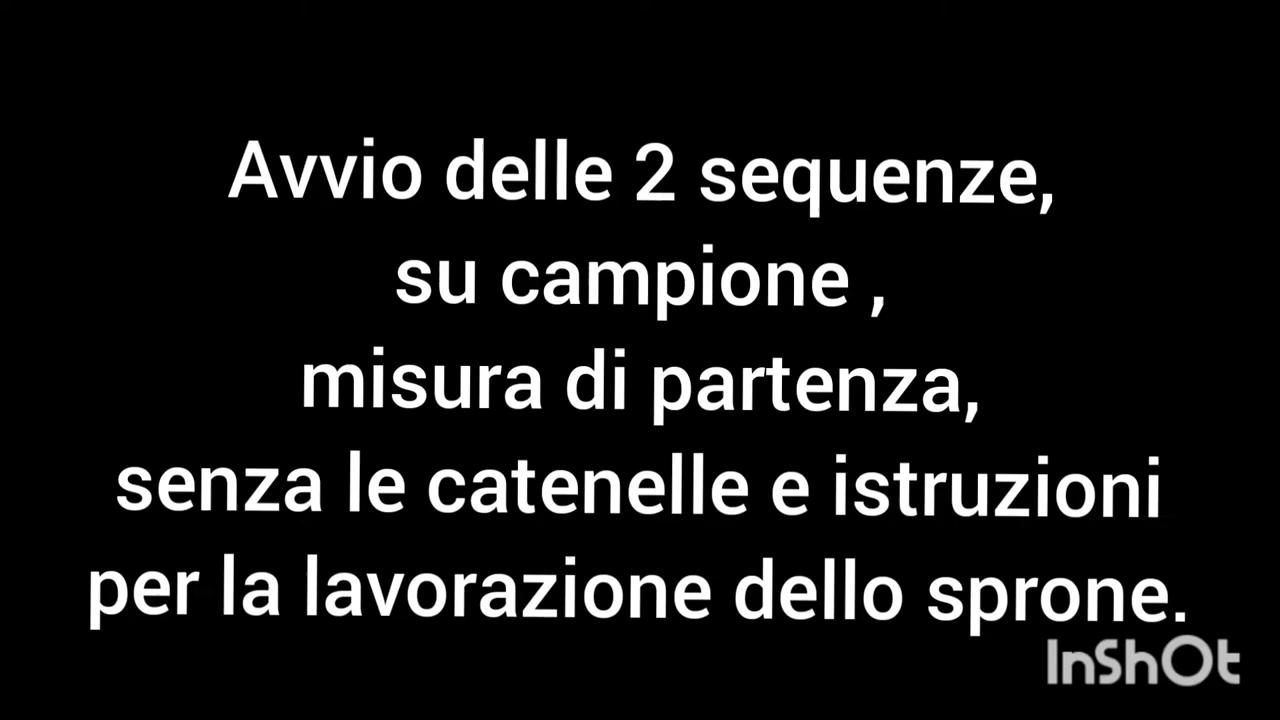 Avvio delle 2 sequenze,
su campione ,
misura di partenza,
senza le catenelle e istruzioni
per la lavorazione dello sprone.
InShOt